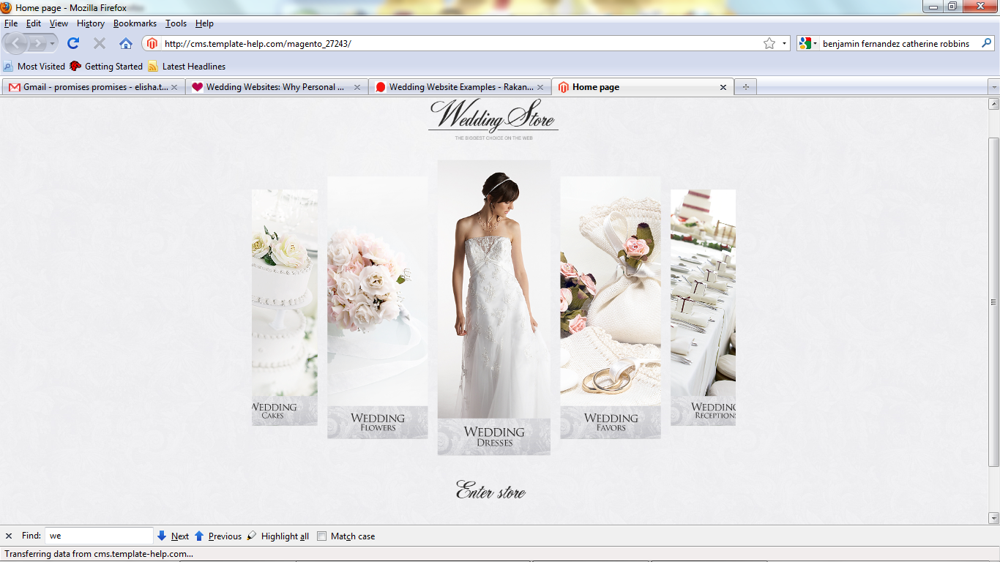 Home page - Mozilla Firefox
File Edit View History Bookmarks Tools Help
http://cms.template-help.com/magento_27243/
benjamin fernandez catherine robbins
Most Visited Getting Started Latest Headlines
Gmail - promises promises - elisha.t... Wedding Websites: Why Personal ... Wedding Website Examples - Rakan... Home page
Wedding Store
THE BIGGEST CHOICE ON THE WEB
Wedding
Cakes
Wedding
Flowers
Wedding
Dresses
Wedding
Favors
Wedding
Receptions
Enter store
Find: we Next Previous Highlight all Match case
Transferring data from cms.template-help.com...